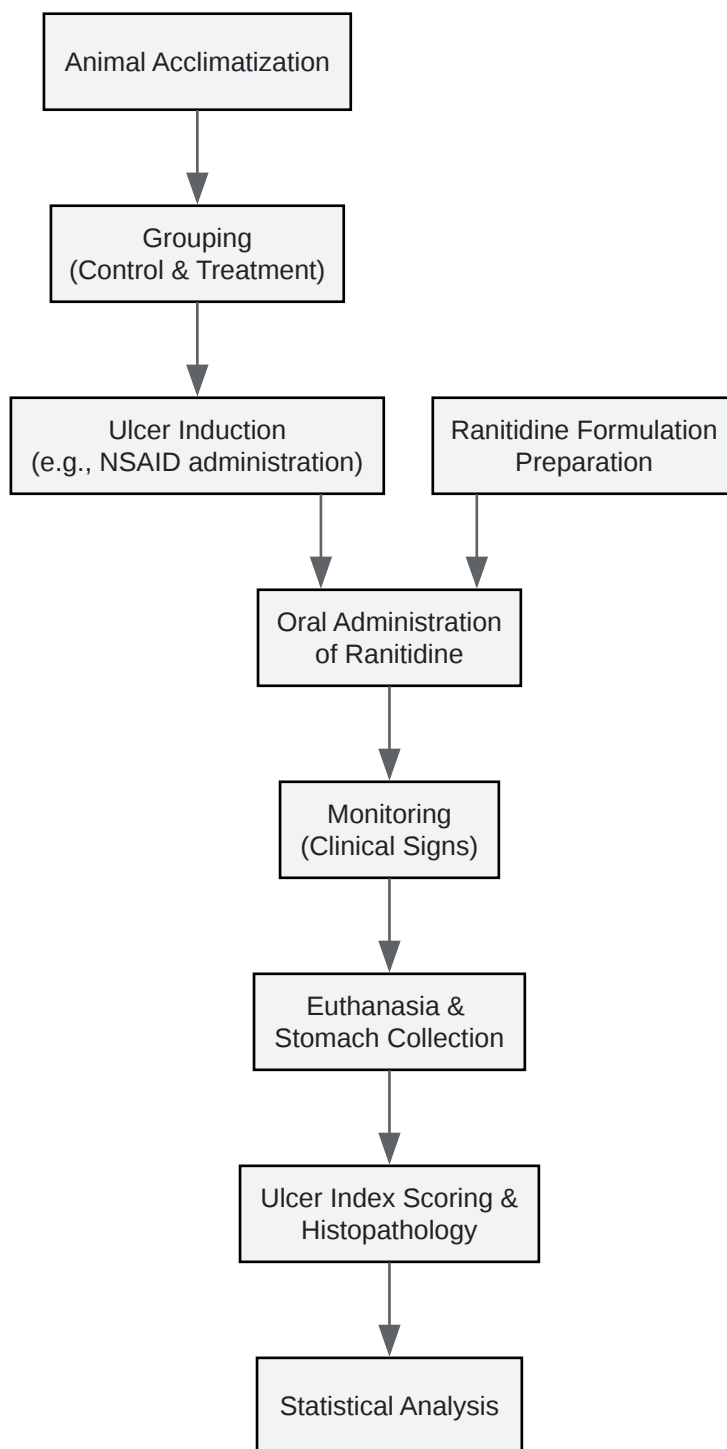 Animal Acclimatization
Grouping
(Control & Treatment)
Ulcer Induction
(e.g., NSAID administration)
Ranitidine Formulation
Preparation
Oral Administration
of Ranitidine
Monitoring
(Clinical Signs)
Euthanasia &
Stomach Collection
Ulcer Index Scoring &
Histopathology
Statistical Analysis